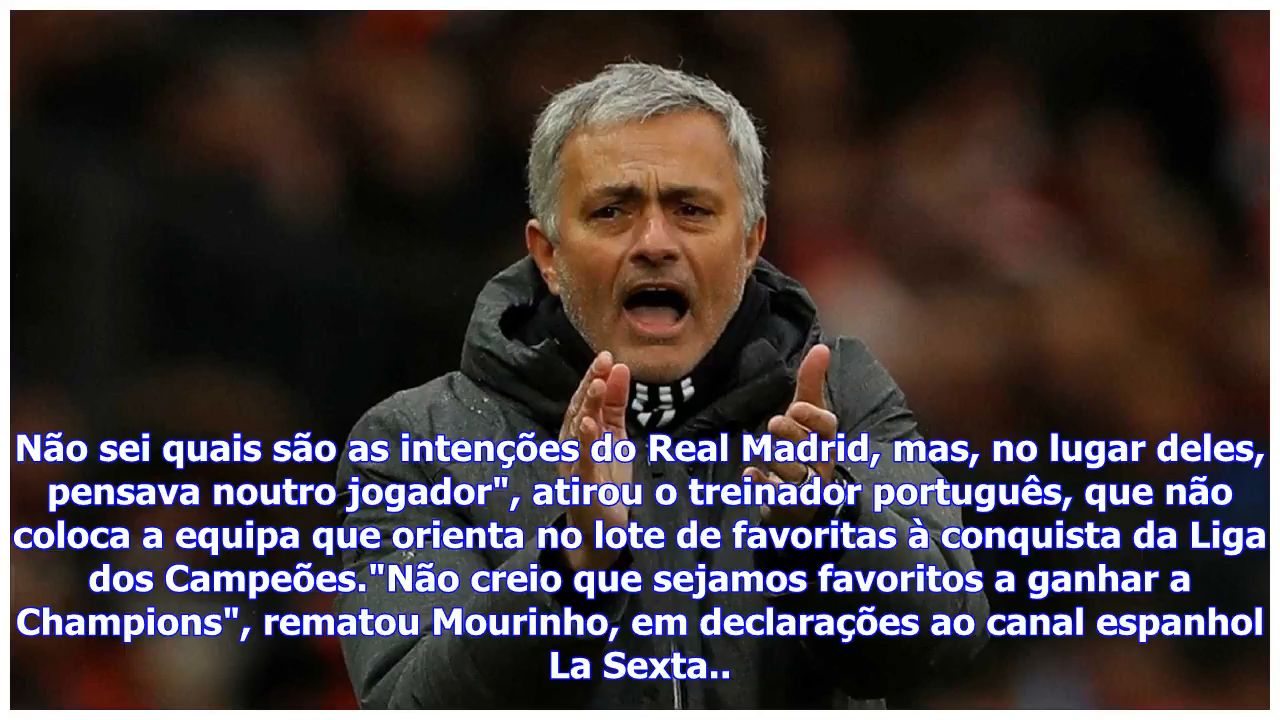 Não sei quais são as intenções do Real Madrid, mas, no lugar deles,
pensava noutro jogador", atirou o treinador português, que não
coloca a equipa que orienta no lote de favoritas à conquista da Liga
dos Campeões."Não creio que sejamos favoritos a ganhar a
Champions", rematou Mourinho, em declarações ao canal espanhol
La Sexta..